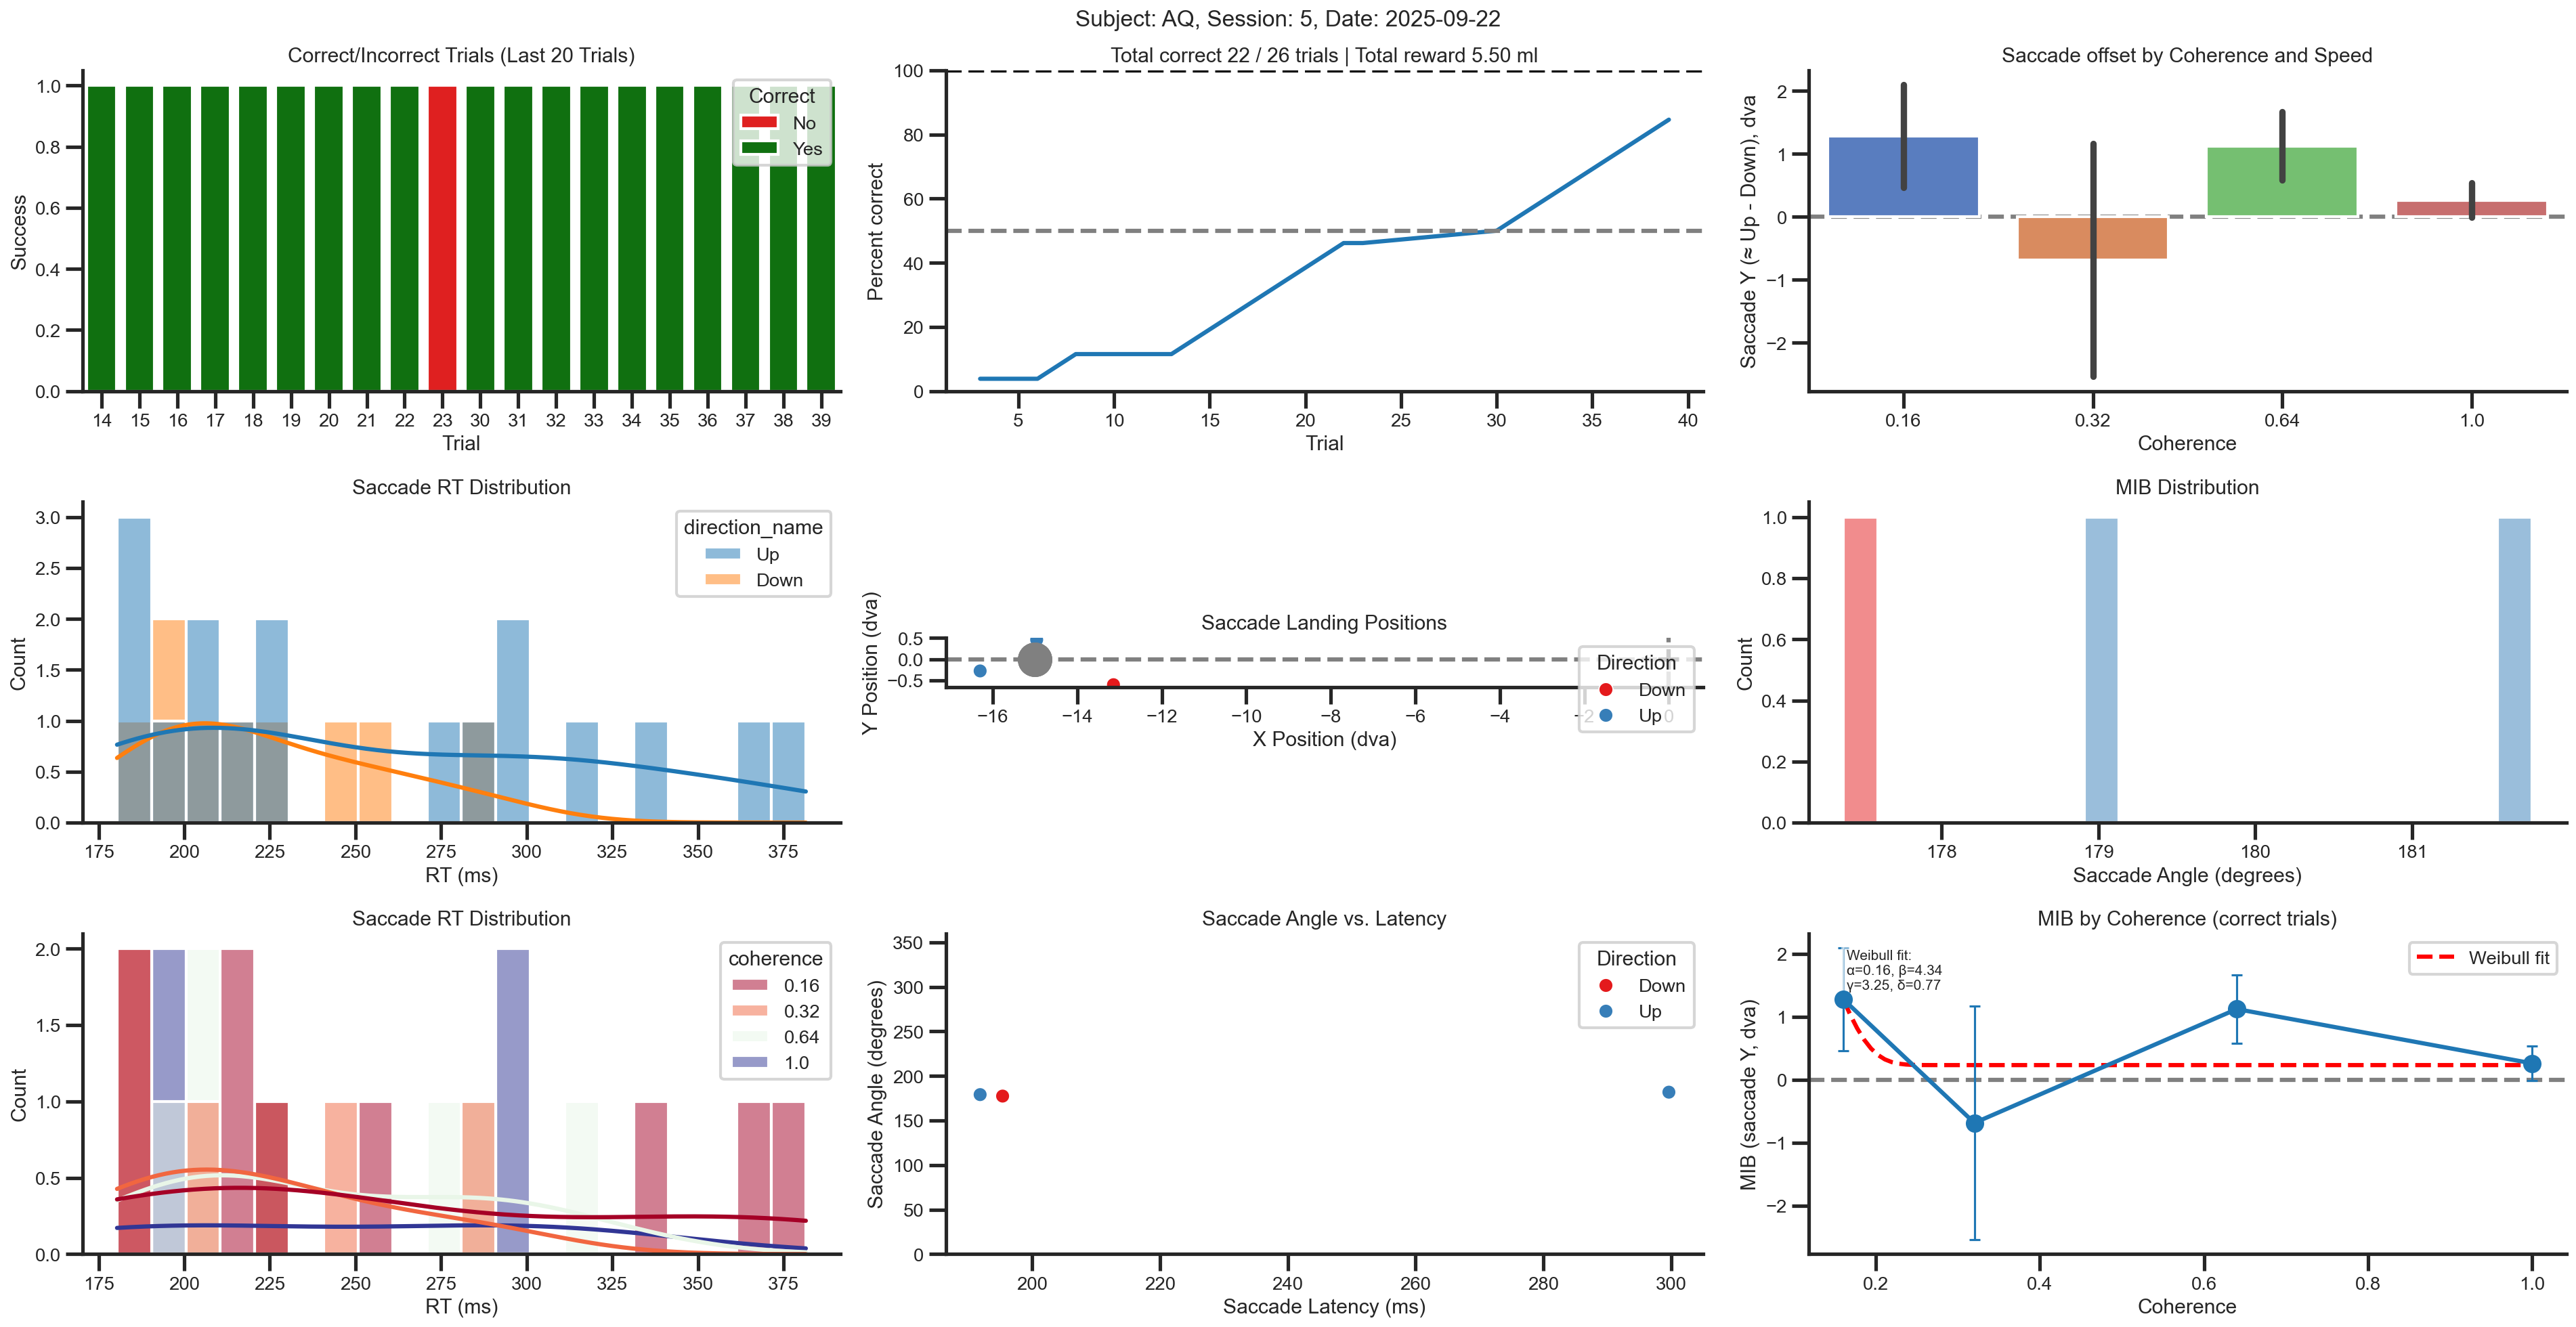 Subject: AQ, Session: 5, Date: 2025-09-22
Correct/Incorrect Trials (Last 20 Trials)
Success
1.0
0.8
0.6
0.4
0.2
0.0
Correct
No
Yes
14 15 16 17 18 19 20 21 22 23 30 31 32 33 34 35 36 37 38 39
Trial
Total correct 22 / 26 trials | Total reward 5.50 ml
Percent correct
100
80
60
40
20
0
5 10 15 20 25 30 35 40
Trial
Saccade offset by Coherence and Speed
Saccade Y (≈ Up - Down), dva
2
1
0
−1
−2
0.16 0.32 0.64 1.0
Coherence
Saccade RT Distribution
Count
3.0
2.5
2.0
1.5
1.0
0.5
0.0
direction_name
Up
Down
175 200 225 250 275 300 325 350 375
RT (ms)
Saccade Landing Positions
Y Position (dva)
0.5
0.0
−0.5
Direction
Down
Up
−16 −14 −12 −10 −8 −6 −4 −2 0
X Position (dva)
MIB Distribution
Count
1.0
0.8
0.6
0.4
0.2
0.0
178 179 180 181
Saccade Angle (degrees)
Saccade RT Distribution
Count
2.0
1.5
1.0
0.5
0.0
coherence
0.16
0.32
0.64
1.0
175 200 225 250 275 300 325 350 375
RT (ms)
Saccade Angle vs. Latency
Saccade Angle (degrees)
350
300
250
200
150
100
50
0
Direction
Down
Up
200 220 240 260 280 300
Saccade Latency (ms)
MIB by Coherence (correct trials)
MIB (saccade Y, dva)
2
1
0
−1
−2
Weibull fit:
α=0.16, β=4.34
γ=3.25, δ=0.77
Weibull fit
0.2 0.4 0.6 0.8 1.0
Coherence